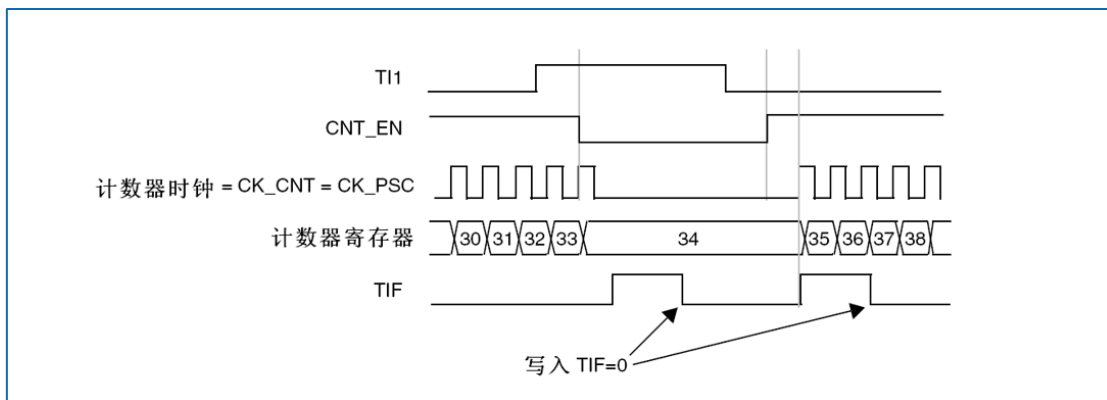 TI1
CNT_EN
计数器时钟 = CK_CNT = CK_PSC
计数器寄存器 30 31 32 33 34 35 36 37 38
TIF
写入 TIF=0